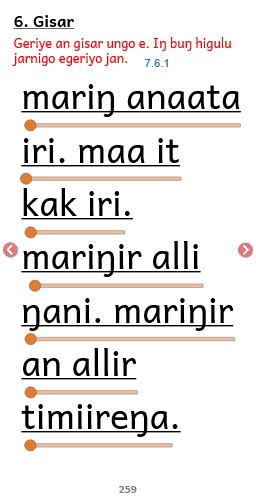 6. Gisar
Geriye an gisar ungo e. Iŋ buŋ higulu
jarnigo egeriyo jan.
7.6.1
mariŋ anaata
iri. maa it
kak iri.
mariŋir alli
ŋani. mariŋir
an allir
timiireŋa.
259